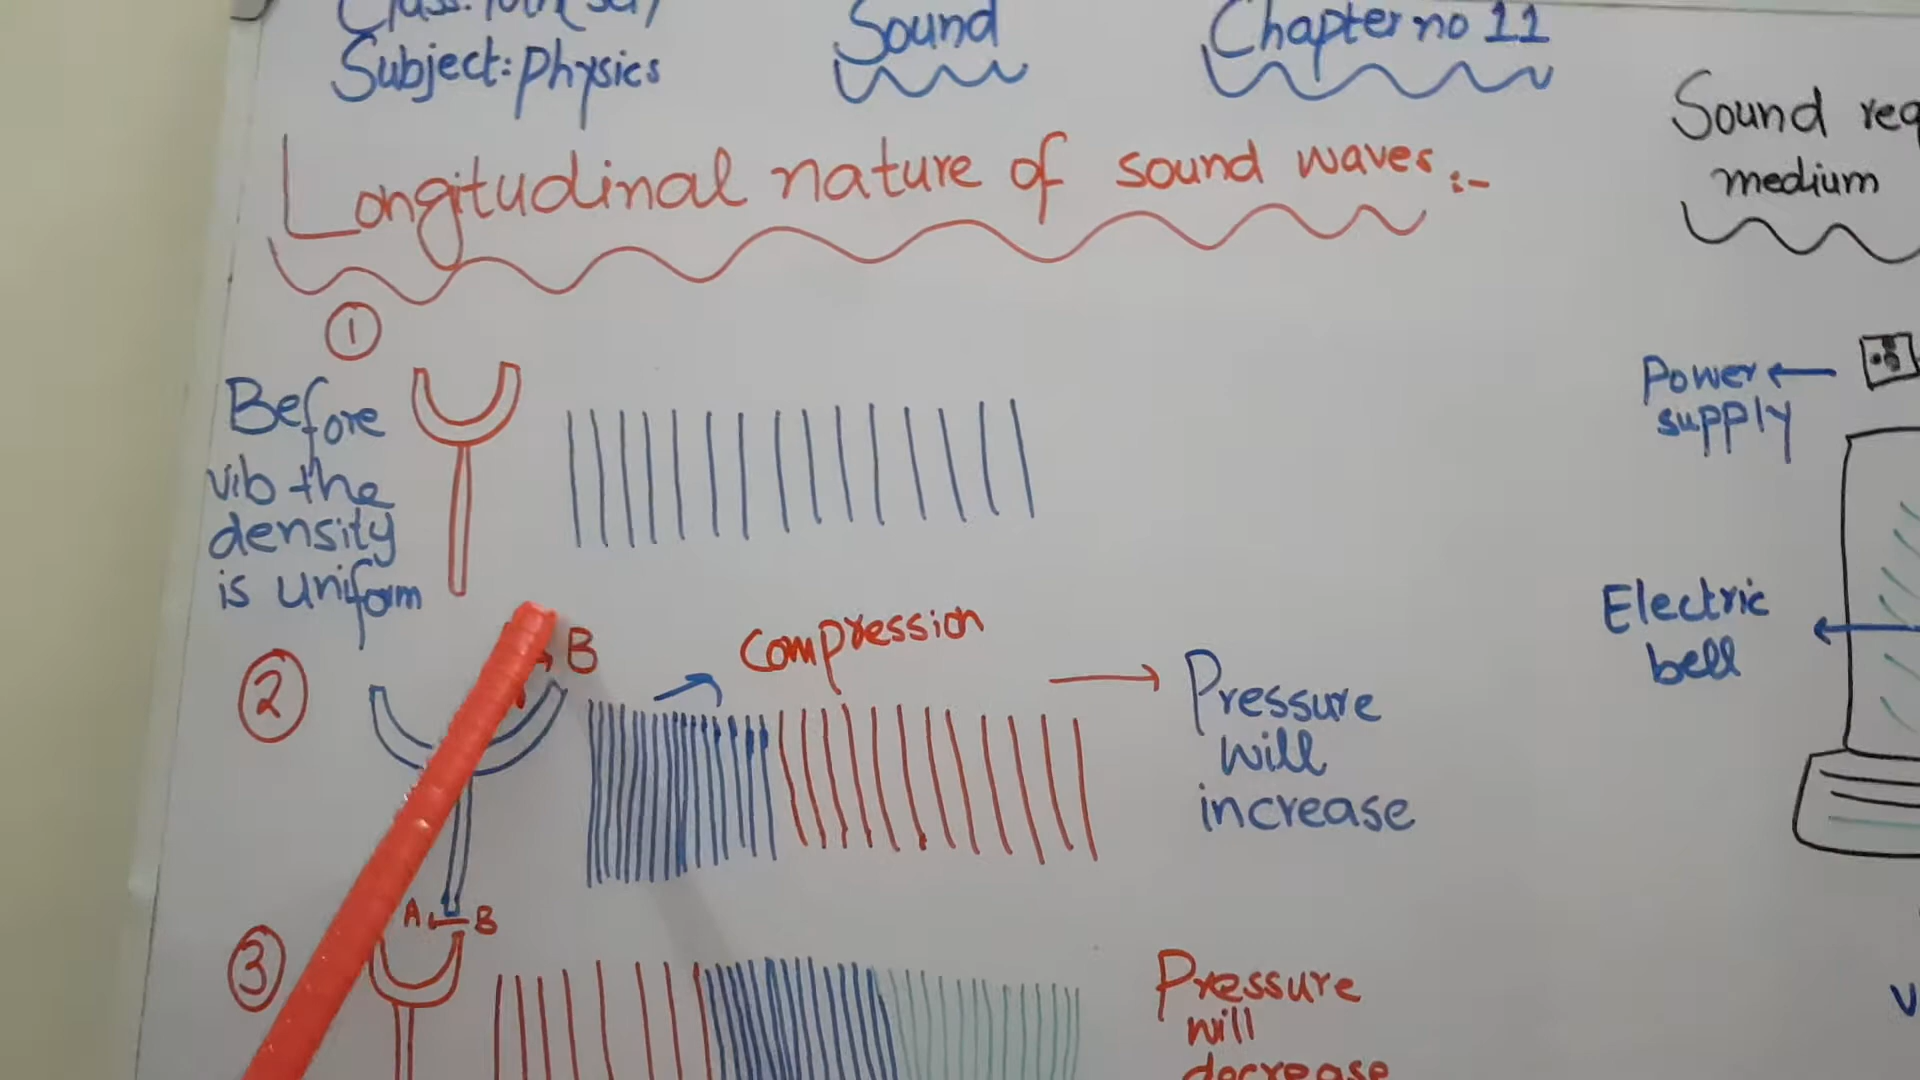 Subject: Physics
Sound
Chapter no 11
Longitudinal nature of sound waves :-
Sound
medium
1
Before
vib the
density
is uniform
Power
supply
Electric
bell
2
B
Compression
Pressure
will
increase
A B
3
Pressure
will
decrease